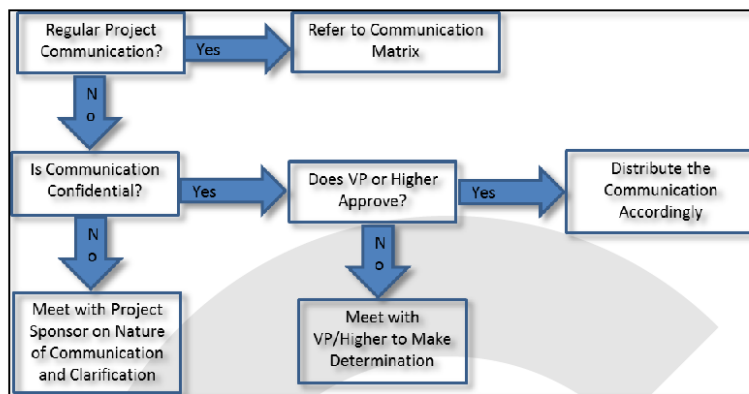 Regular Project
Communication?
Yes
Refer to Communication
Matrix
N
o
Is Communication
Confidential?
Yes
Does VP or Higher
Approve?
Yes
Distribute the
Communication
Accordingly
N
o
N
o
Meet with Project
Sponsor on Nature
of Communication
and Clarification
Meet with
VP/Higher to Make
Determination